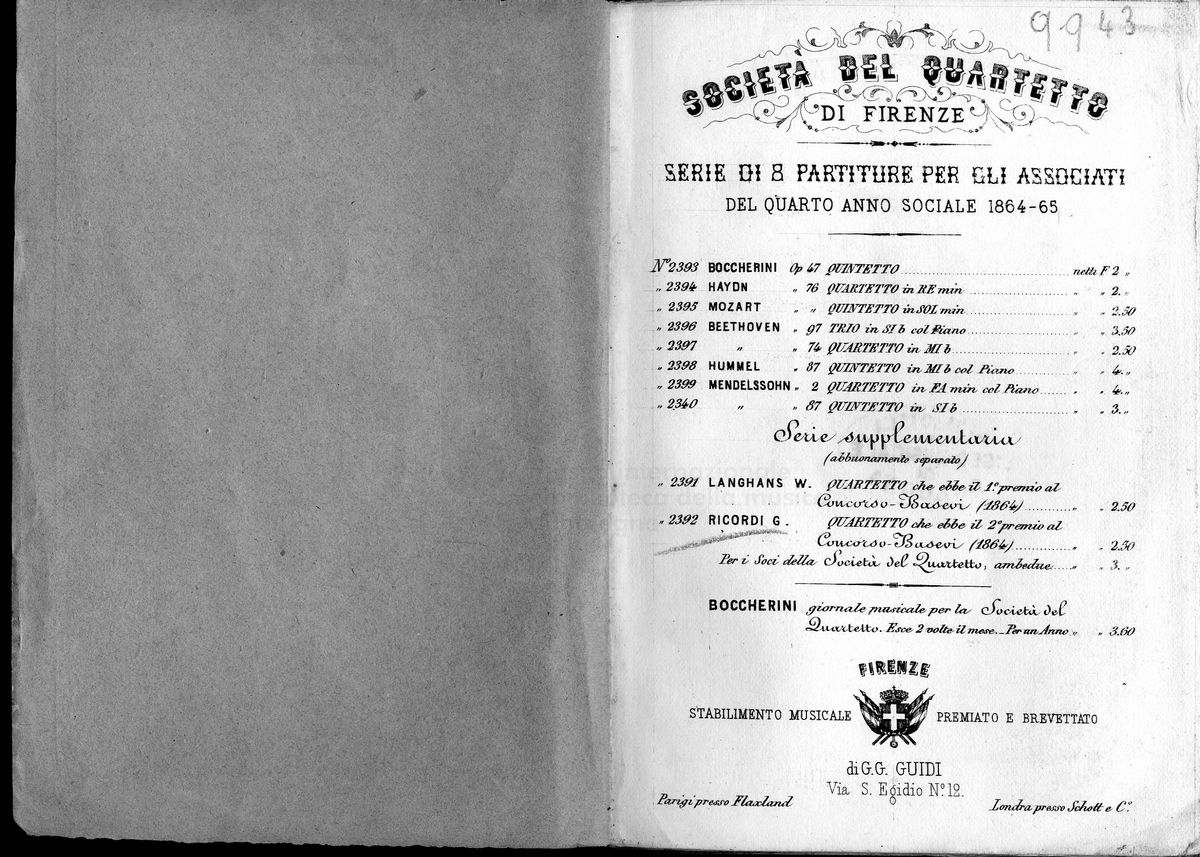 9943
SOCIETÀ DEL QUARTETTO
DI FIRENZE
SERIE DI 8 PARTITURE PER GLI ASSOCIATI
DEL QUARTO ANNO SOCIALE 1864-65
Nº 2393 BOCCHERINI Op 47 QUINTETTO ........ netti F 2 „
„ 2394 HAYDN „ 76 QUARTETTO in RE min ........ „ „ 2. „
„ 2395 MOZART „ „ QUINTETTO in SOL min ........ „ „ 2.50
„ 2396 BEETHOVEN „ 97 TRIO in SI b col Piano ........ „ „ 3.50
„ 2397 „ „ 74 QUARTETTO in MI b ........ „ „ 2.50
„ 2398 HUMMEL „ 87 QUINTETTO in MI b col Piano ........ „ „ 4. „
„ 2399 MENDELSSOHN „ 2 QUARTETTO in FA min col Piano ........ „ „ 4. „
„ 2340 „ „ 87 QUINTETTO in SI b ........ „ „ 3. „
Serie supplementaria
(abbuonamento separato)
„ 2391 LANGHANS W. QUARTETTO che ebbe il 1.º premio al
Concorso-Basevi (1864) ........ „ „ 2.50
„ 2392 RICORDI G. QUARTETTO che ebbe il 2º premio al
Concorso-Basevi (1864) ........ „ „ 2.50
Per i Soci della Società del Quartetto, ambedue ..... „ „ 3. „
BOCCHERINI giornale musicale per la Società del
Quartetto. Esce 2 volte il mese. _ Per un Anno „ „ 3.60
FIRENZE
STABILIMENTO MUSICALE PREMIATO E BREVETTATO
di G.G. GUIDI
Via S. Egidio Nº 12.
Parigi presso Flaxland Londra presso Schott e Cº.